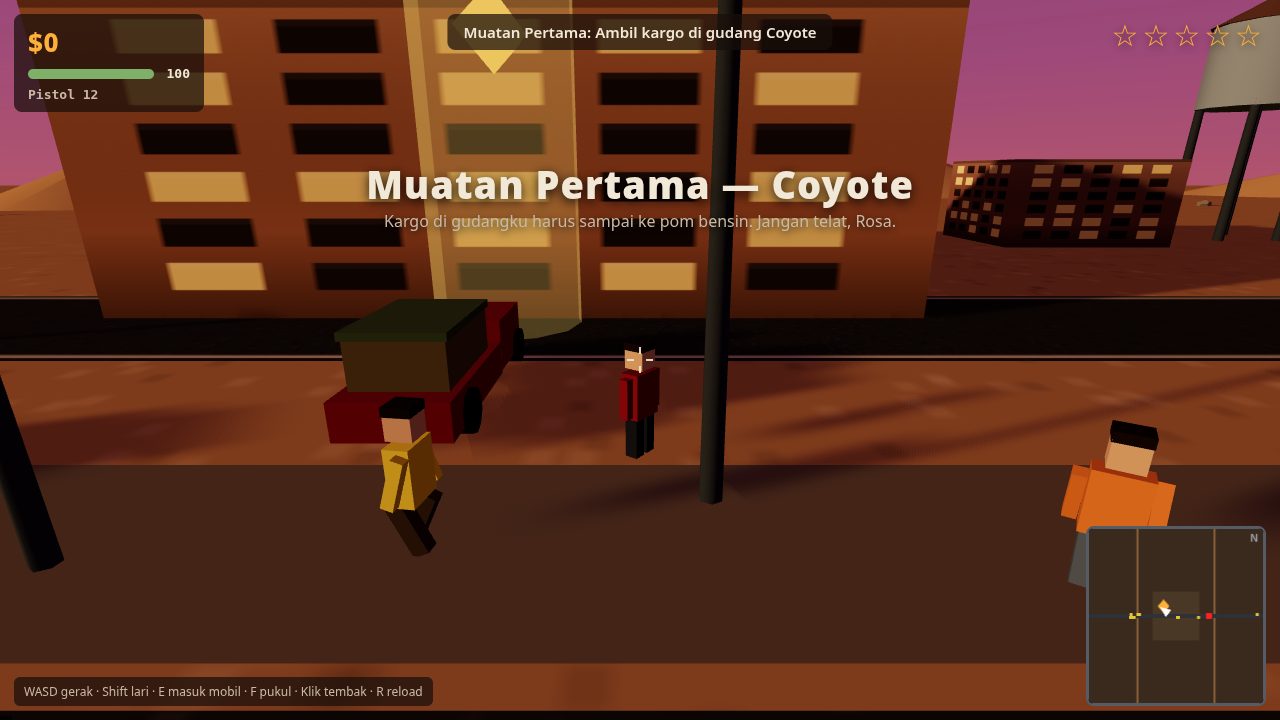 $0
100
Pistol 12
Muatan Pertama: Ambil kargo di gudang Coyote
☆ ☆ ☆ ☆ ☆
Muatan Pertama — Coyote
Kargo di gudangku harus sampai ke pom bensin. Jangan telat, Rosa.
N
WASD gerak · Shift lari · E masuk mobil · F pukul · Klik tembak · R reload